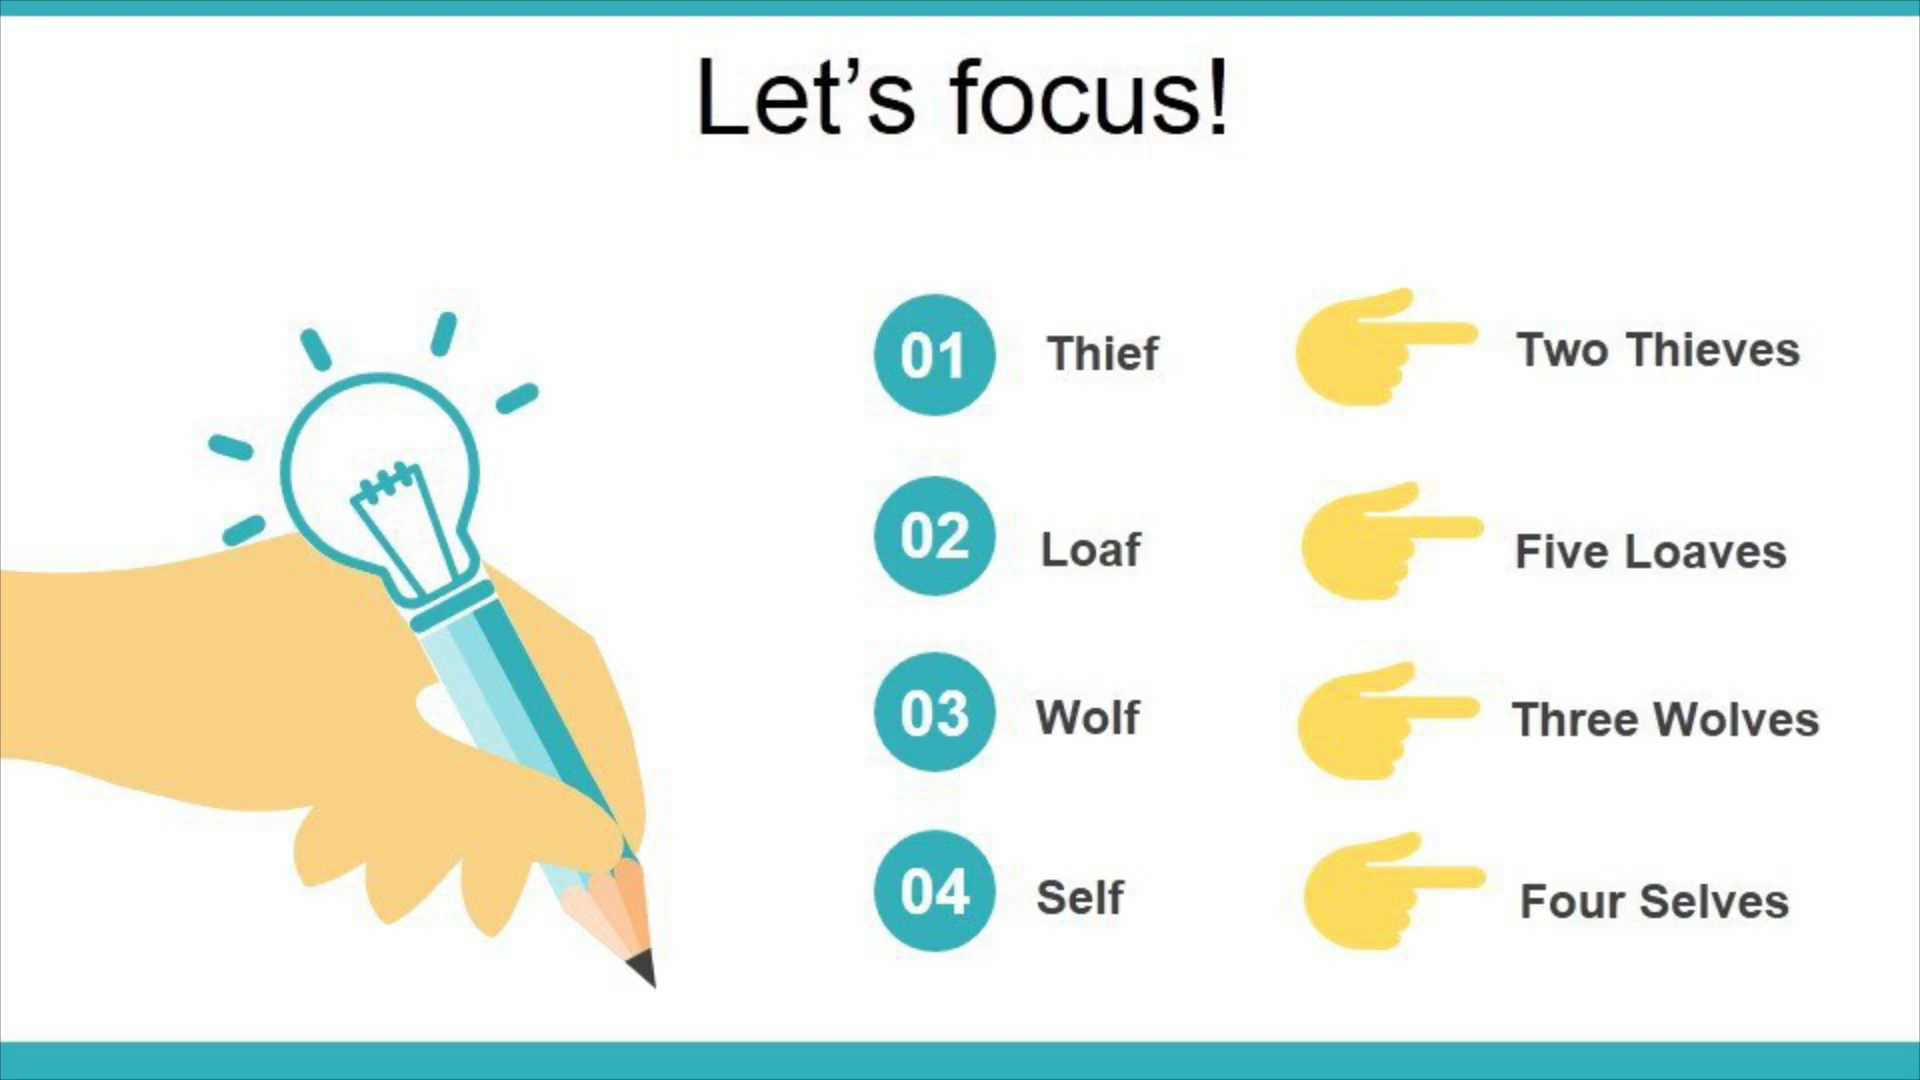 Let’s focus!
01 Thief Two Thieves
02 Loaf Five Loaves
03 Wolf Three Wolves
04 Self Four Selves